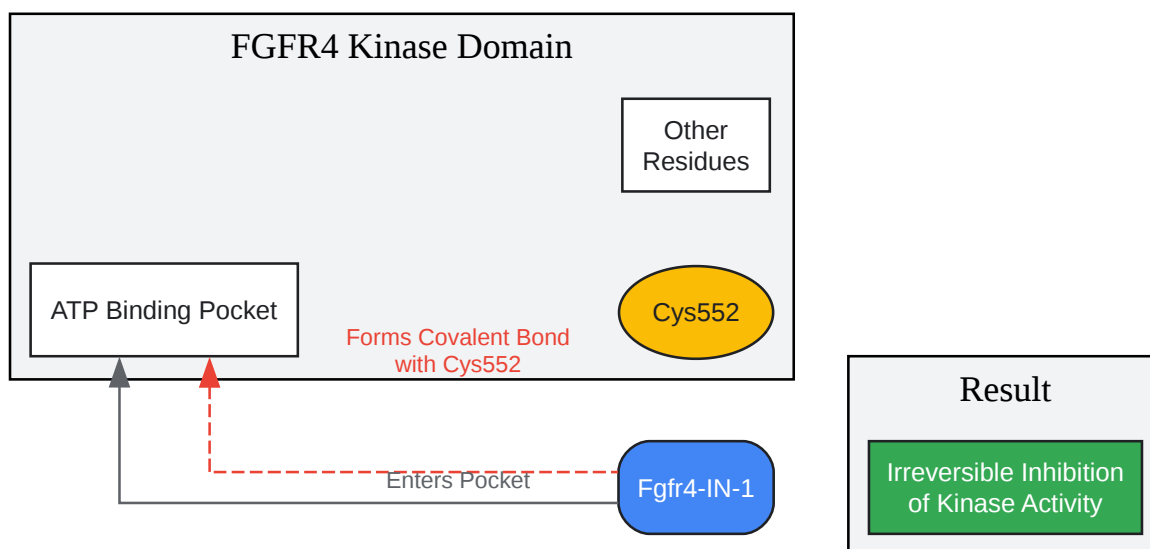 FGFR4 Kinase Domain
Other
Residues
ATP Binding Pocket
Cys552
Forms Covalent Bond
with Cys552
Result
Enters Pocket
Fgfr4-IN-1
Irreversible Inhibition
of Kinase Activity